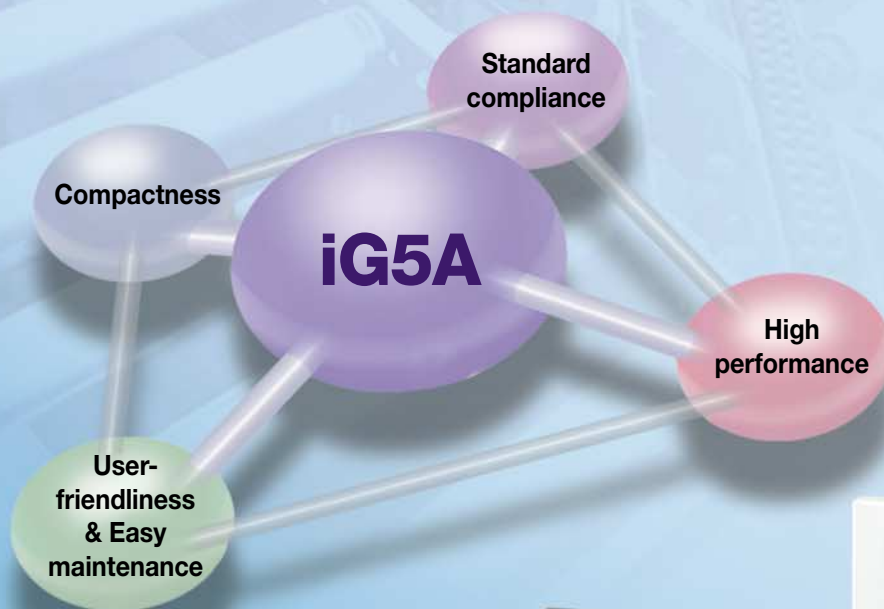 Standard
compliance
Compactness
iG5A
High
performance
User-
friendliness
& Easy
maintenance